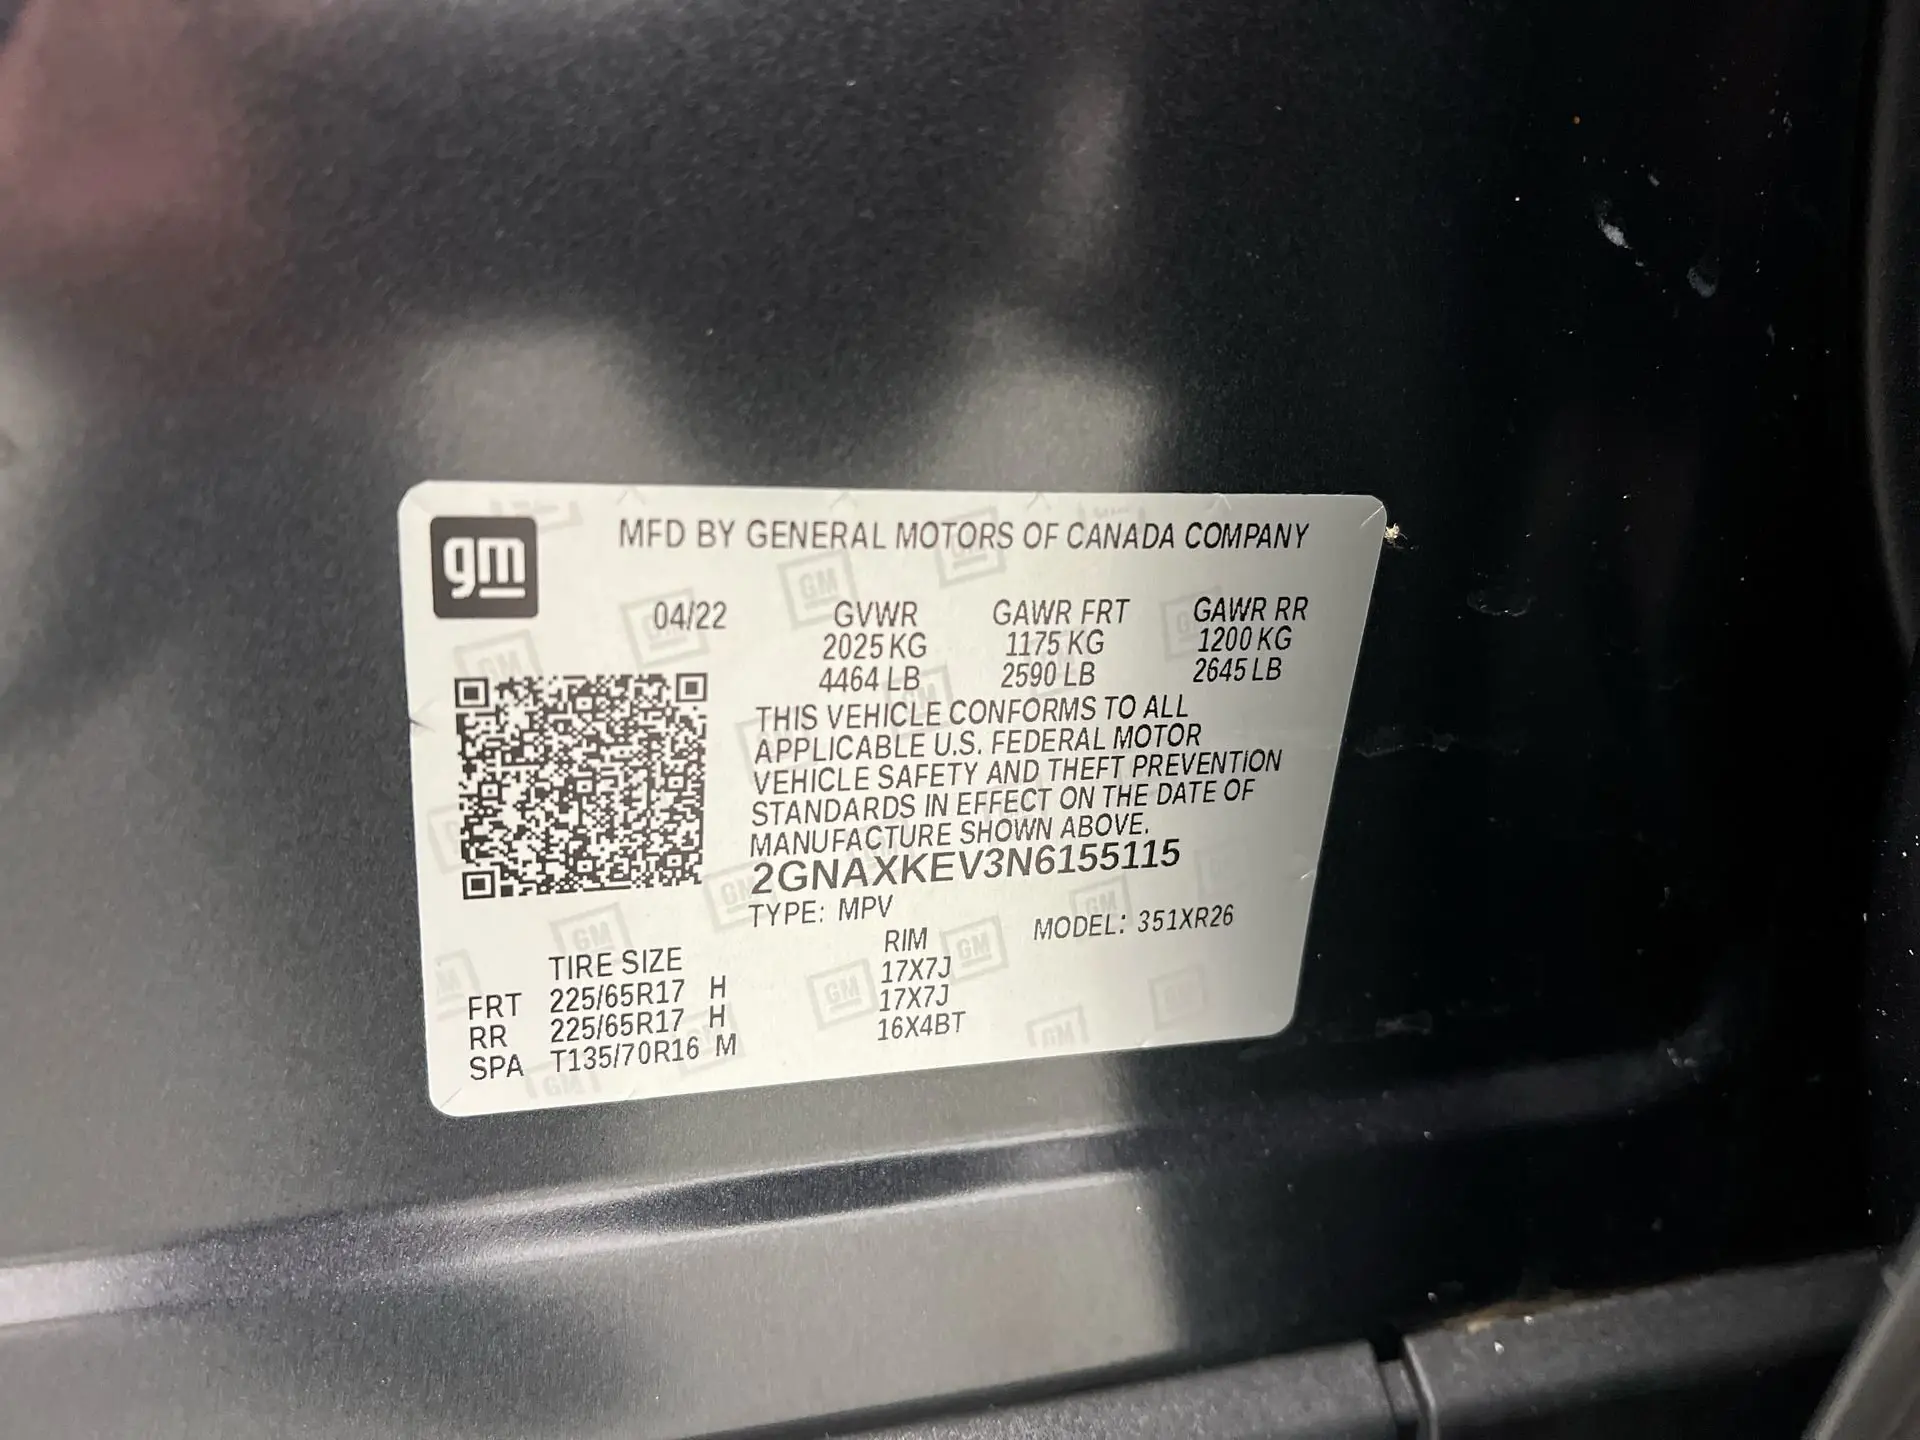 gm
MFD BY GENERAL MOTORS OF CANADA COMPANY
04/22 GVWR GAWR FRT GAWR RR
2025 KG 1175 KG 1200 KG
4464 LB 2590 LB 2645 LB
THIS VEHICLE CONFORMS TO ALL
APPLICABLE U.S. FEDERAL MOTOR
VEHICLE SAFETY AND THEFT PREVENTION
STANDARDS IN EFFECT ON THE DATE OF
MANUFACTURE SHOWN ABOVE.
2GNAXKEV3N6155115
TYPE: MPV MODEL: 351XR26
TIRE SIZE RIM
FRT 225/65R17 H 17X7J
RR 225/65R17 H 17X7J
SPA T135/70R16 M 16X4BT